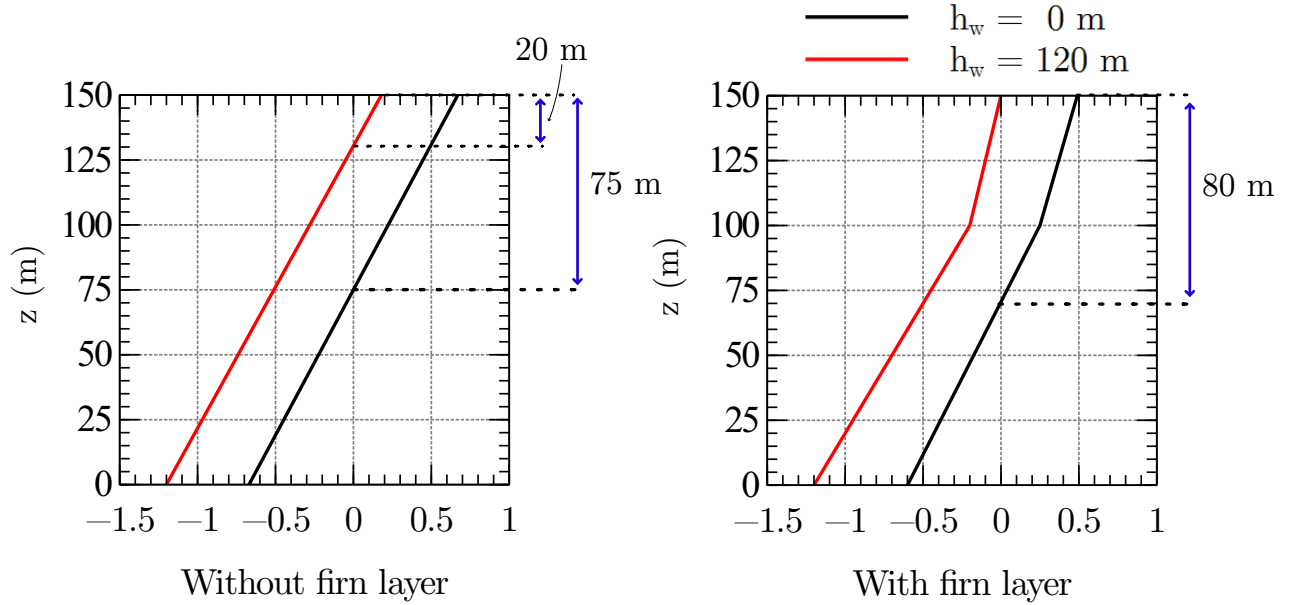 h_w = 0 m
h_w = 120 m
20 m
150
125
100
75
50
25
0
z (m)
−1.5 −1 −0.5 0 0.5 1
75 m
Without firn layer
150
125
100
75
50
25
0
z (m)
−1.5 −1 −0.5 0 0.5 1
80 m
With firn layer